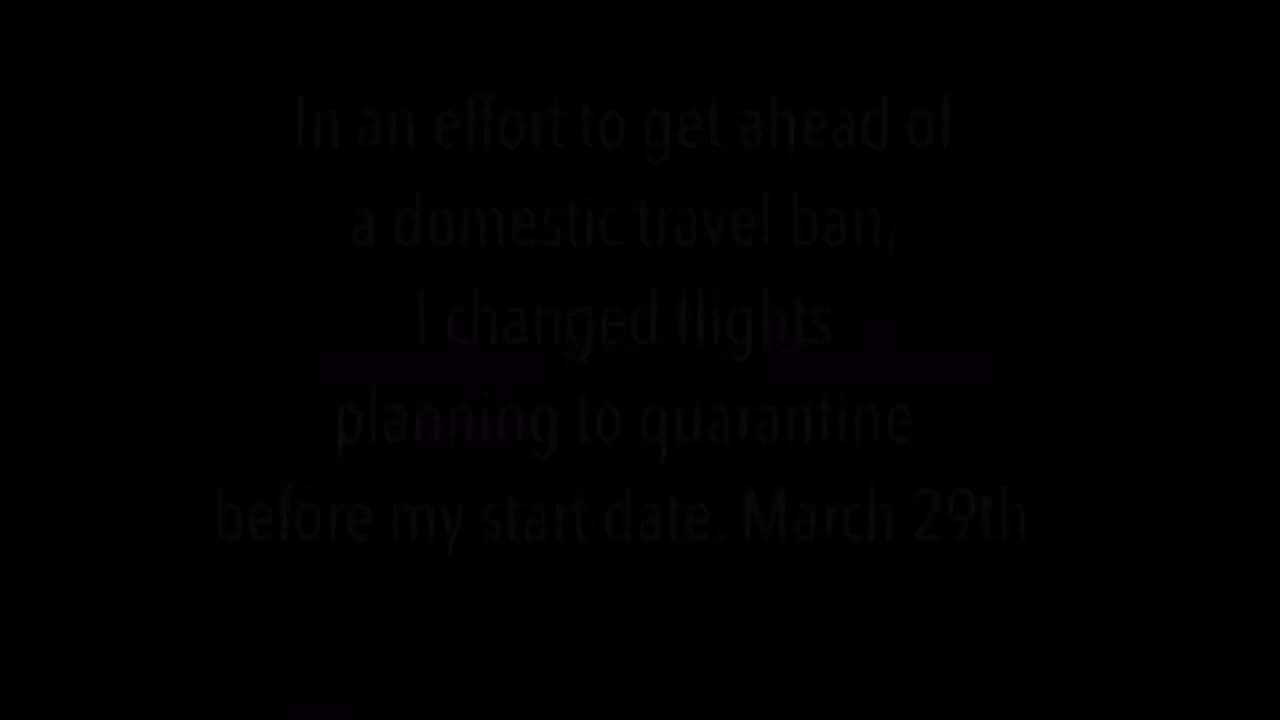 In an effort to get ahead of
a domestic travel ban,
I changed flights
planning to quarantine
before my start date, March 29th.